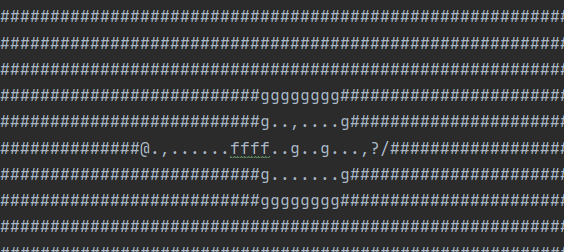 #########################################################
#########################################################
#########################################################
##########################gggggggg#######################
##########################g..,....g######################
##############@.,......ffff..g..g...,?/##################
##########################g.......g######################
##########################gggggggg#######################
#########################################################
#########################################################